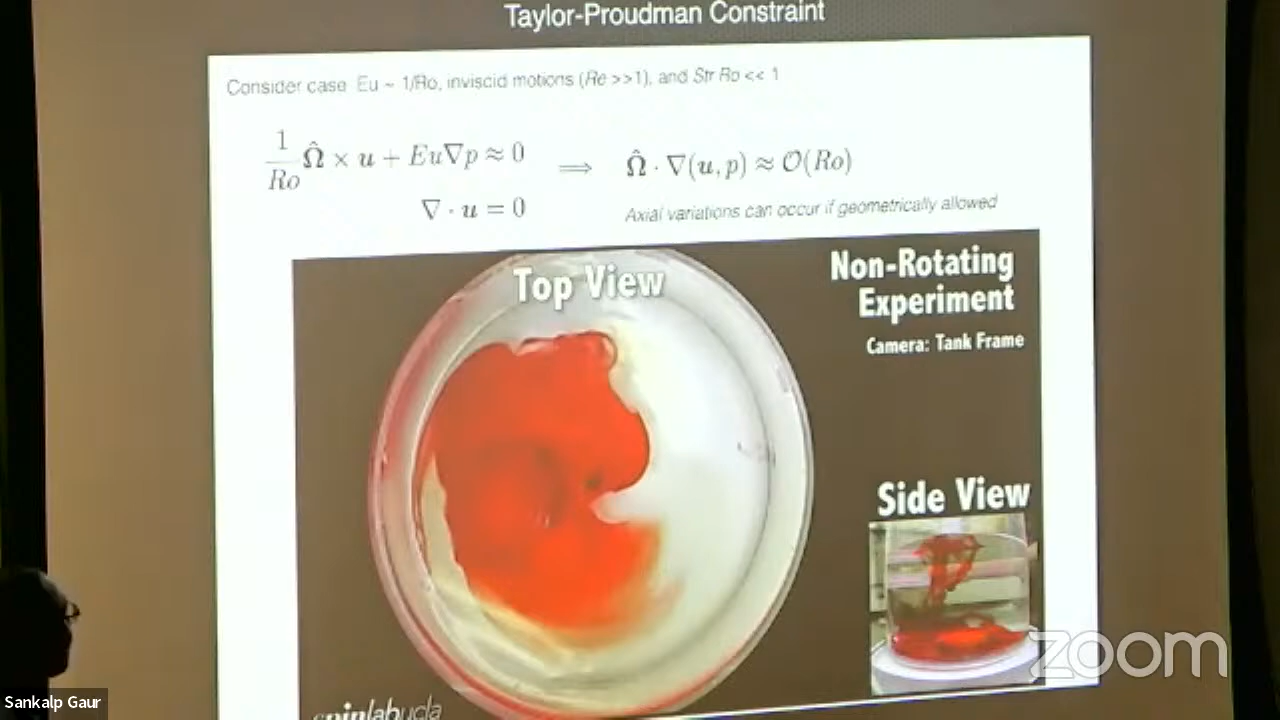 Taylor-Proudman Constraint
Consider case Eu ~ 1/Ro, inviscid motions (Re >>1), and Str Ro << 1
1/Ro Ω̂ × u + Eu∇p ≈ 0 ⟹ Ω̂ · ∇(u, p) ≈ O(Ro)
∇ · u = 0
Axial variations can occur if geometrically allowed
Top View
Non-Rotating
Experiment
Camera: Tank Frame
Side View
zoom
Sankalp Gaur
spinlabucla